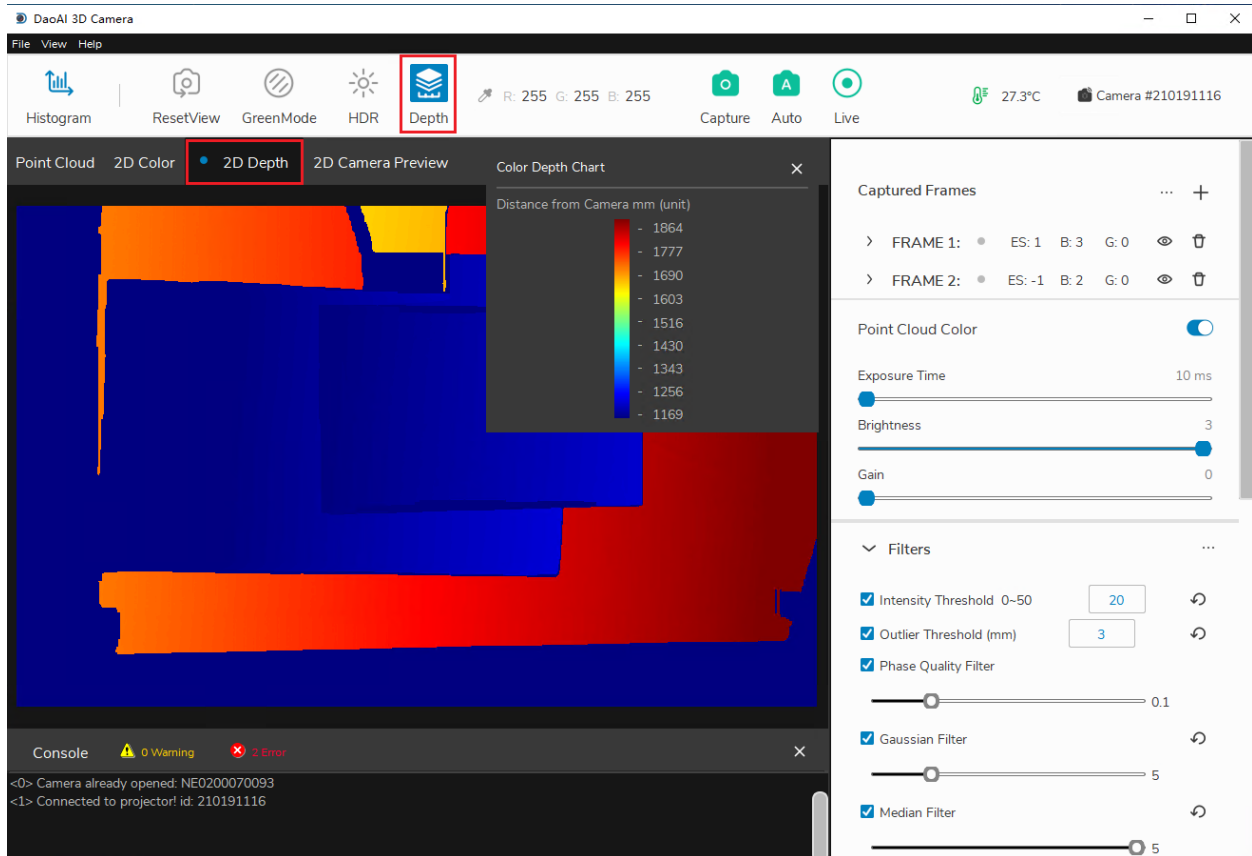 DaoAI 3D Camera
File View Help
Histogram ResetView GreenMode HDR Depth R: 255 G: 255 B: 255 Capture Auto Live 27.3°C Camera #210191116
Point Cloud 2D Color 2D Depth 2D Camera Preview
Color Depth Chart
Distance from Camera mm (unit)
- 1864
- 1777
- 1690
- 1603
- 1516
- 1430
- 1343
- 1256
- 1169
Captured Frames
FRAME 1: ES: 1 B: 3 G: 0
FRAME 2: ES: -1 B: 2 G: 0
Point Cloud Color
Exposure Time 10 ms
Brightness 3
Gain 0
Filters
Intensity Threshold 0~50 20
Outlier Threshold (mm) 3
Phase Quality Filter
0.1
Gaussian Filter
5
Median Filter
5
Console 0 Warning 2 Error
<0> Camera already opened: NE0200070093
<1> Connected to projector! id: 210191116